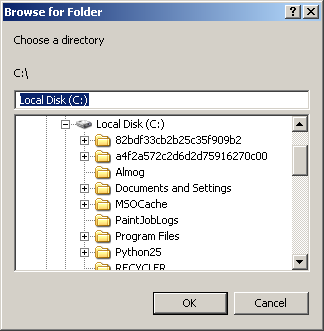 Browse for Folder
Choose a directory
C:\
Local Disk (C:)
Local Disk (C:)
82bdf33cb2b25c35f909b2
a4f2a572c2d6d2d75916270c00
Almog
Documents and Settings
MSOCache
PaintJobLogs
Program Files
Python25
RECYCLER
OK
Cancel